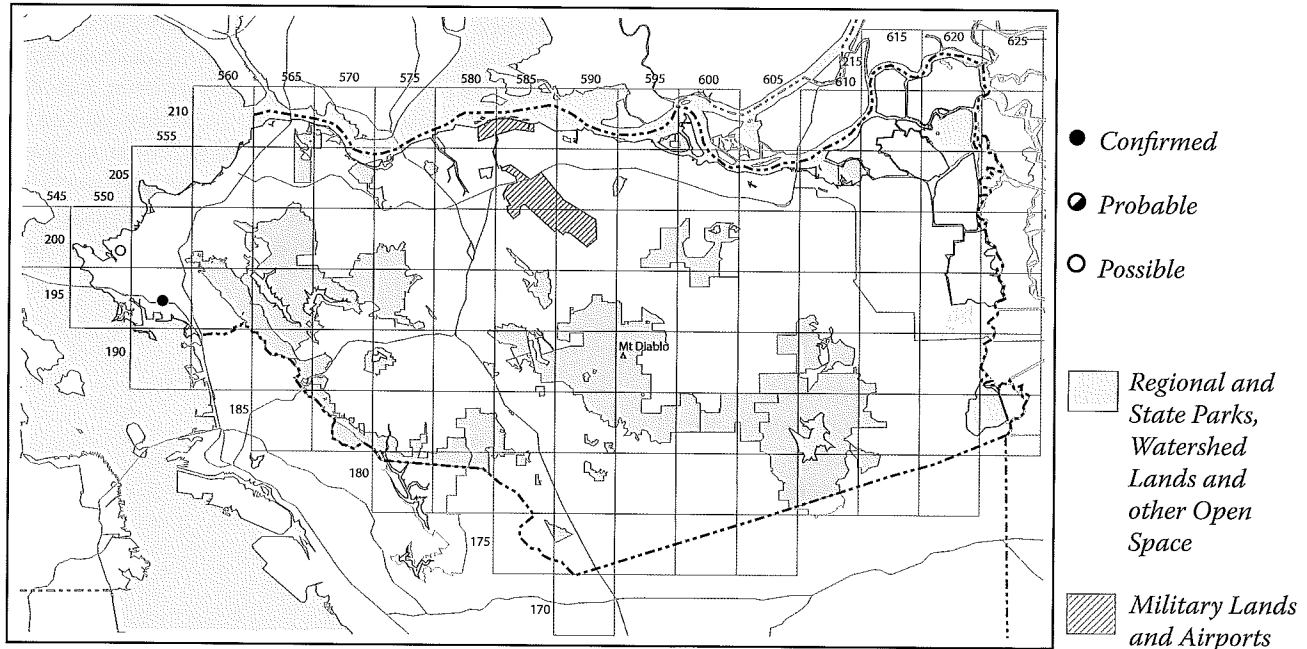 615 620 625
560 565 570 575 580 585 590 595 600 605 610 215
210
555
205
545 550
200
195
190
185
180
175
170
Mt Diablo
Confirmed
Probable
Possible
Regional and
State Parks,
Watershed
Lands and
other Open
Space
Military Lands
and Airports